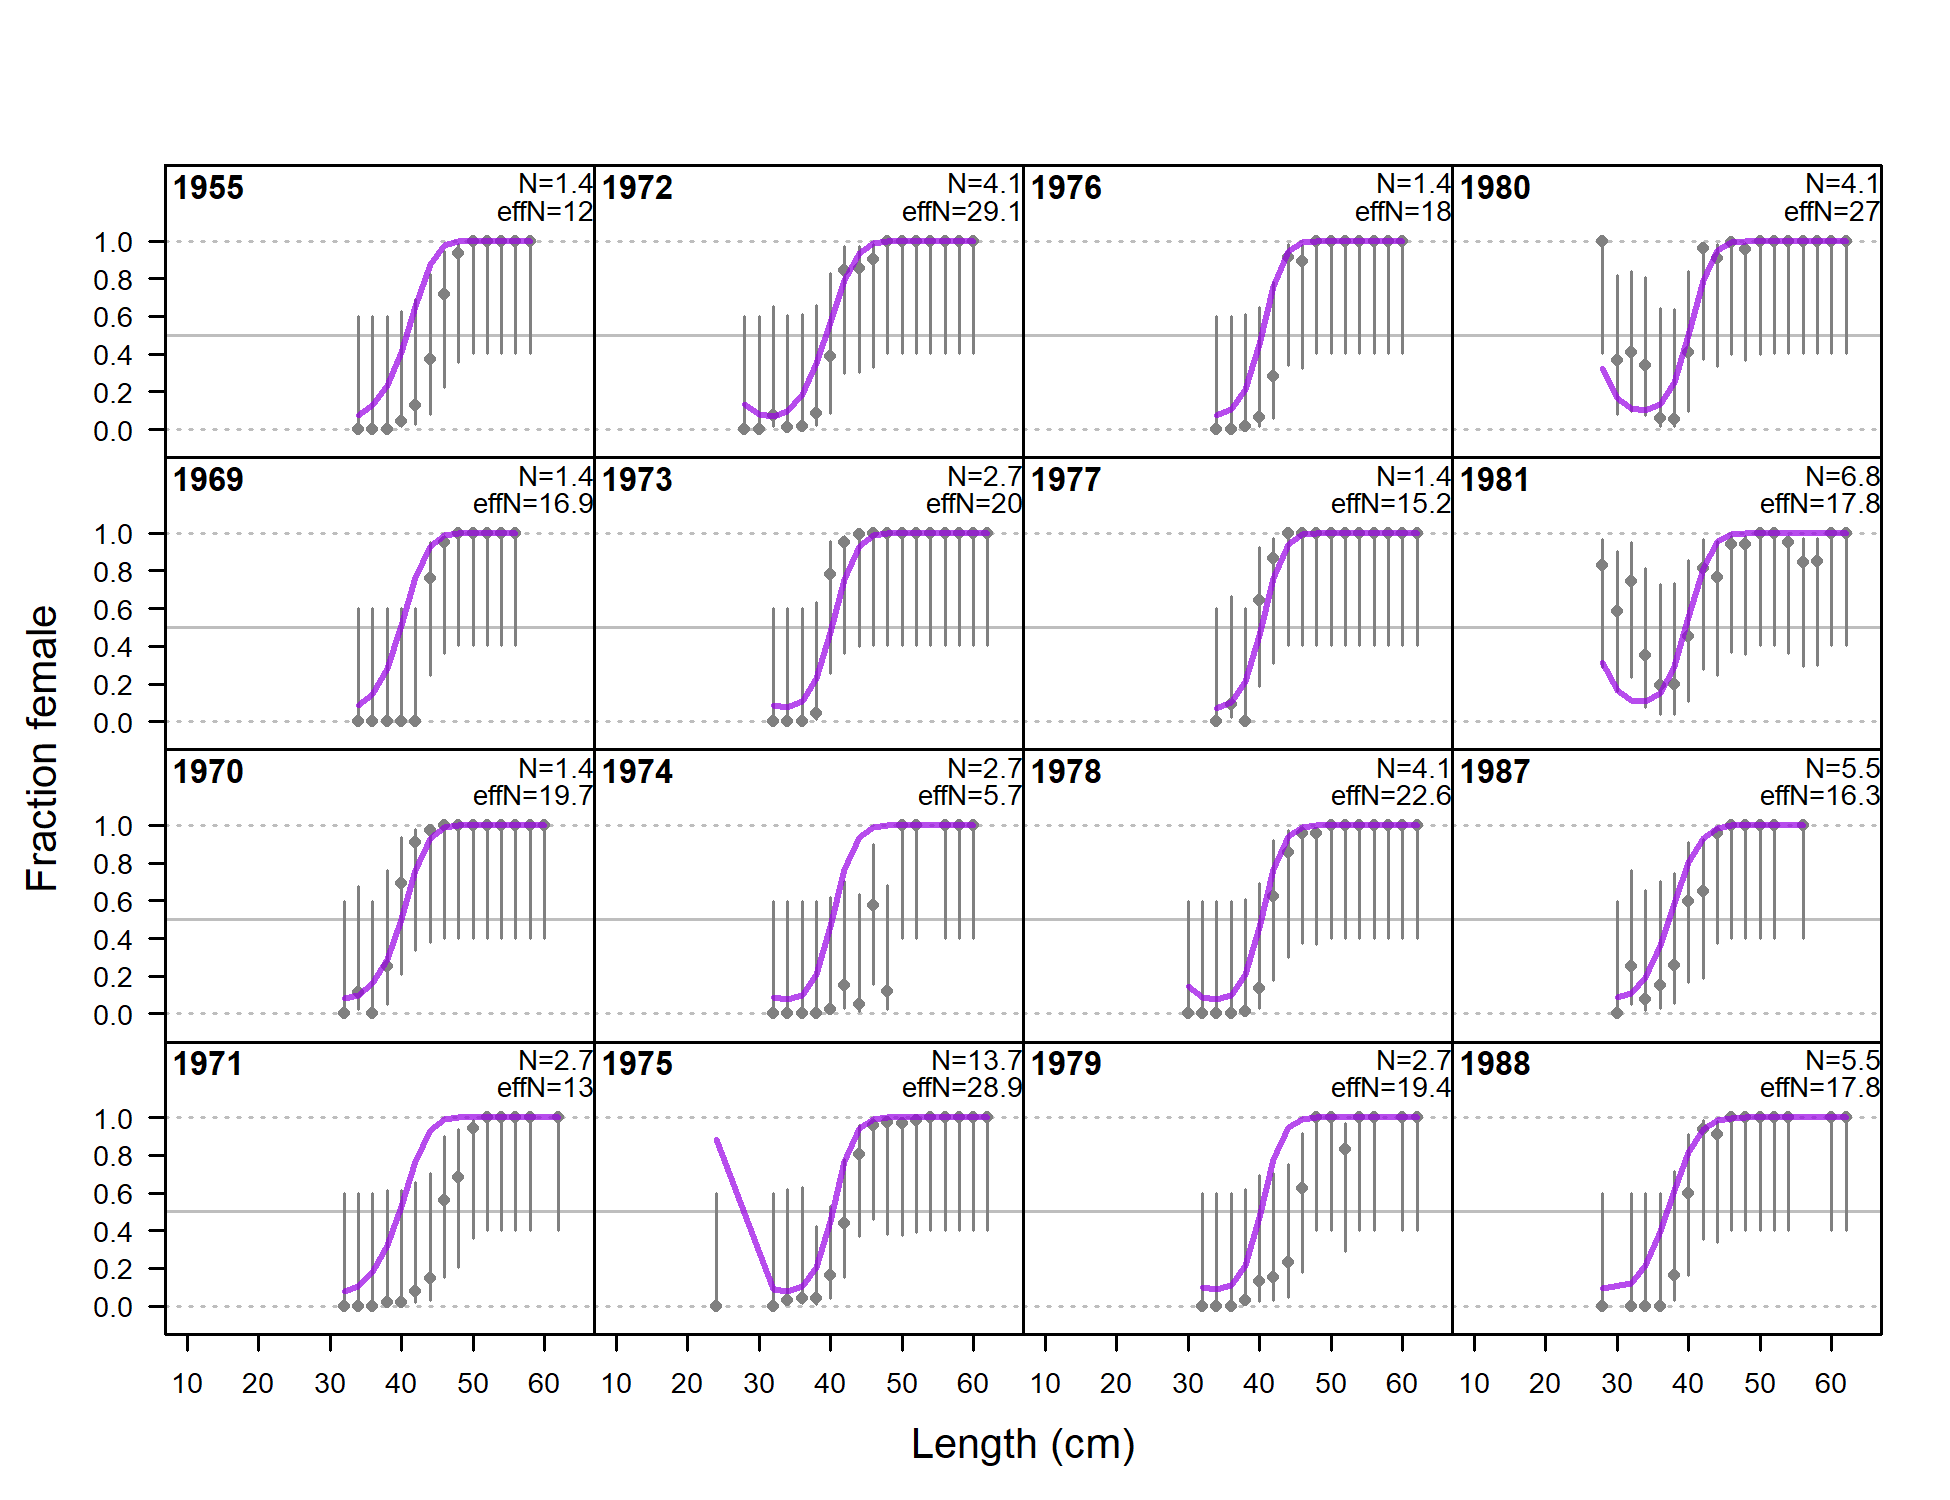 1955
N=1.4
effN=12
1972
N=4.1
effN=29.1
1976
N=1.4
effN=18
1980
N=4.1
effN=27
1.0
0.8
0.6
0.4
0.2
0.0
1969
N=1.4
effN=16.9
1973
N=2.7
effN=20
1977
N=1.4
effN=15.2
1981
N=6.8
effN=17.8
1.0
0.8
0.6
0.4
0.2
0.0
1970
N=1.4
effN=19.7
1974
N=2.7
effN=5.7
1978
N=4.1
effN=22.6
1987
N=5.5
effN=16.3
1.0
0.8
0.6
0.4
0.2
0.0
1971
N=2.7
effN=13
1975
N=13.7
effN=28.9
1979
N=2.7
effN=19.4
1988
N=5.5
effN=17.8
1.0
0.8
0.6
0.4
0.2
0.0
10 20 30 40 50 60 10 20 30 40 50 60 10 20 30 40 50 60 10 20 30 40 50 60
Length (cm)
Fraction female